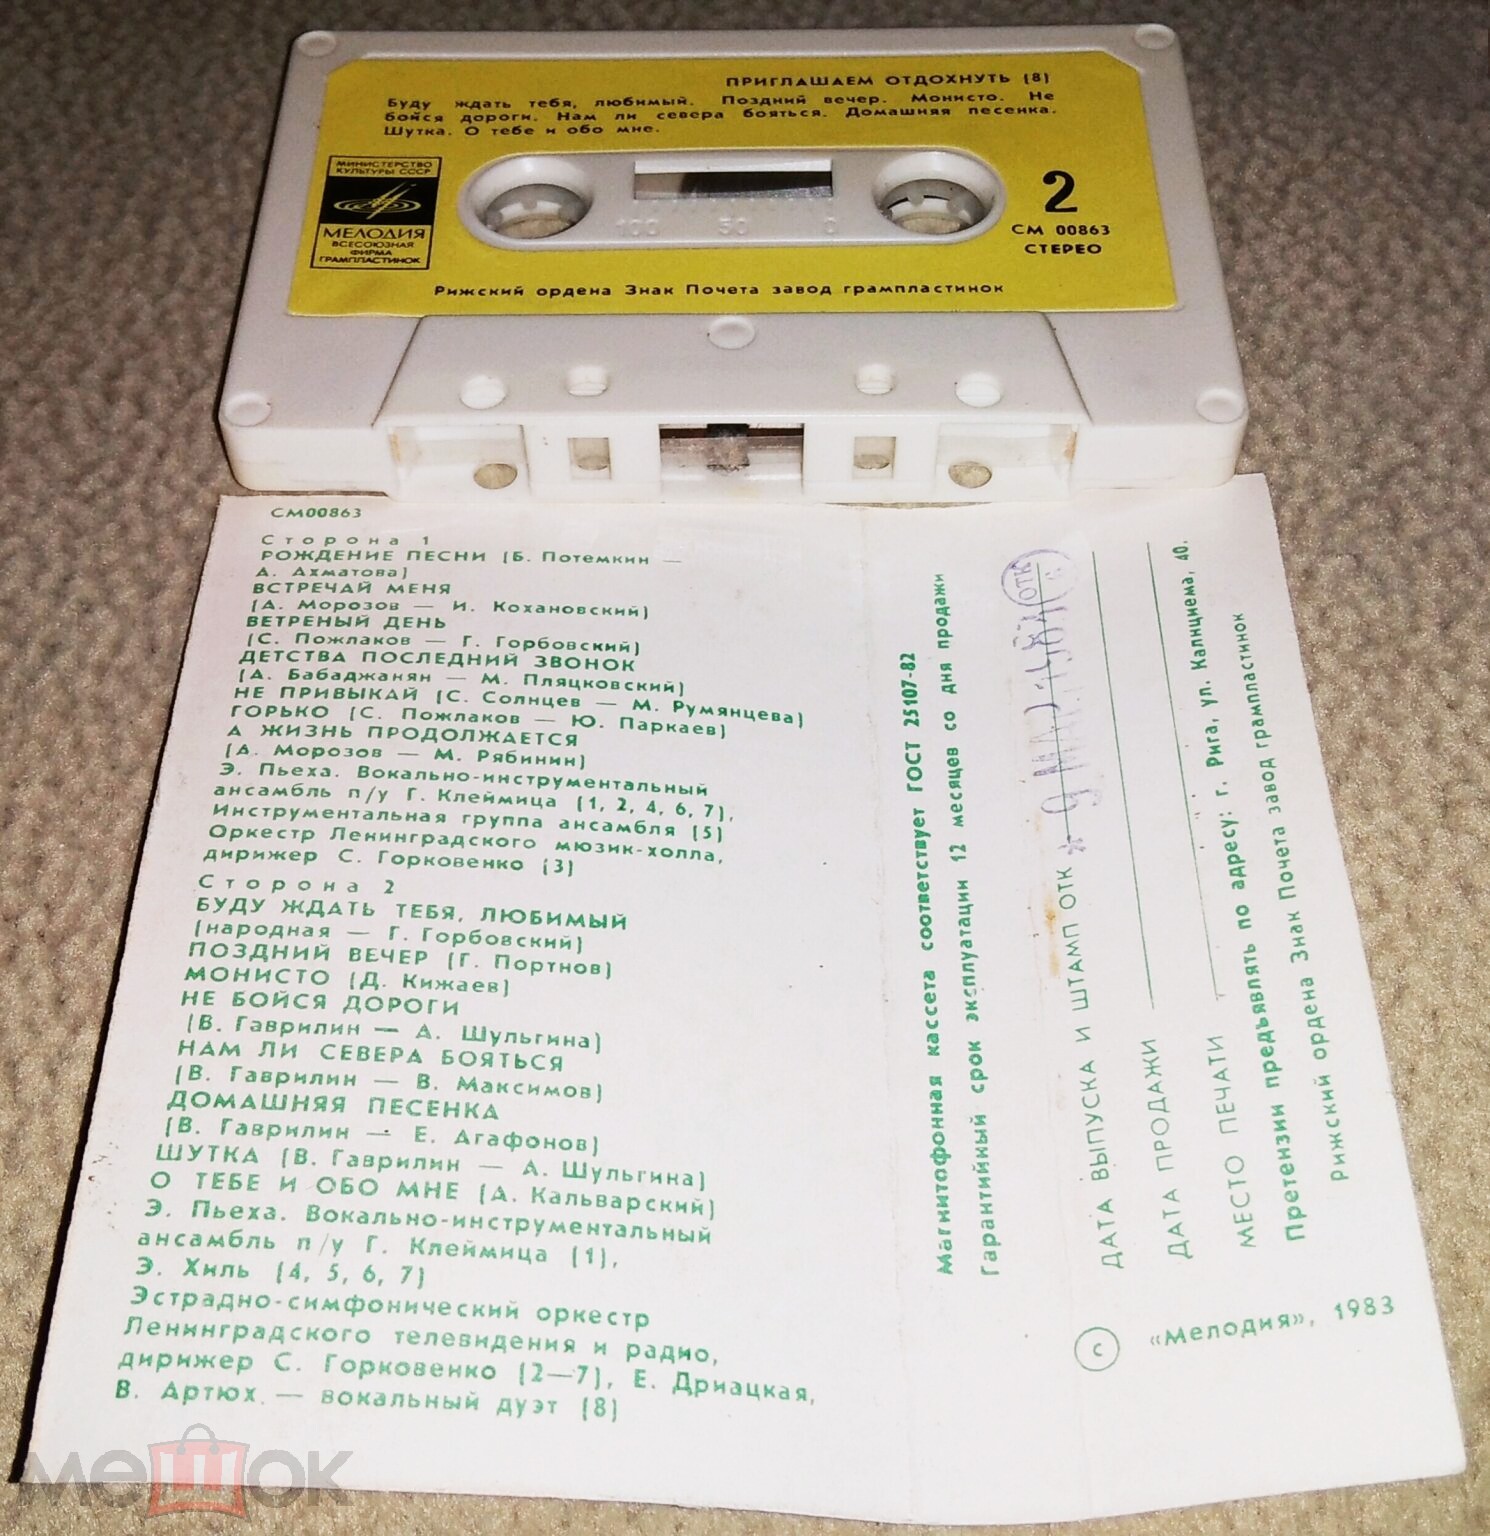 ПРИГЛАШАЕМ ОТДОХНУТЬ (8)
Буду ждать тебя, любимый. Поздний вечер. Монисто. Не
бойся дороги. Нам ли севера бояться. Домашняя песенка.
Шутка. О тебе и обо мне.
МИНИСТЕРСТВО
КУЛЬТУРЫ СССР
МЕЛОДИЯ
ВСЕСОЮЗНАЯ
ФИРМА
ГРАМПЛАСТИНОК
100 50 0
2
СМ 00863
СТЕРЕО
Рижский ордена Знак Почета завод грампластинок
СМ00863
Сторона 1
РОЖДЕНИЕ ПЕСНИ (Б. Потемкин —
А. Ахматова)
ВСТРЕЧАЙ МЕНЯ
(А. Морозов — И. Кохановский)
ВЕТРЕНЫЙ ДЕНЬ
(С. Пожлаков — Г. Горбовский)
ДЕТСТВА ПОСЛЕДНИЙ ЗВОНОК
(А. Бабаджанян — М. Пляцковский)
НЕ ПРИВЫКАЙ (С. Солнцев — М. Румянцева)
ГОРЬКО (С. Пожлаков — Ю. Паркаев)
А ЖИЗНЬ ПРОДОЛЖАЕТСЯ
(А. Морозов — М. Рябинин)
Э. Пьеха. Вокально-инструментальный
ансамбль п/у Г. Клеймица (1, 2, 4, 6, 7),
Инструментальная группа ансамбля (5)
Оркестр Ленинградского мюзик-холла,
дирижер С. Горковенко (3)
Сторона 2
БУДУ ЖДАТЬ ТЕБЯ, ЛЮБИМЫЙ
(народная — Г. Горбовский)
ПОЗДНИЙ ВЕЧЕР (Г. Портнов)
МОНИСТО (Д. Кижаев)
НЕ БОЙСЯ ДОРОГИ
(В. Гаврилин — А. Шульгина)
НАМ ЛИ СЕВЕРА БОЯТЬСЯ
(В. Гаврилин — В. Максимов)
ДОМАШНЯЯ ПЕСЕНКА
(В. Гаврилин — Е. Агафонов)
ШУТКА (В. Гаврилин — А. Шульгина)
О ТЕБЕ И ОБО МНЕ (А. Кальварский)
Э. Пьеха. Вокально-инструментальный
ансамбль п/у Г. Клеймица (1),
Э. Хиль (4, 5, 6, 7)
Эстрадно-симфонический оркестр
Ленинградского телевидения и радио,
дирижер С. Горковенко (2—7), Е. Дриацкая,
В. Артюх — вокальный дуэт (8)
Магнитофонная кассета соответствует ГОСТ 25107-82
Гарантийный срок эксплуатации 12 месяцев со дня продажи
ДАТА ВЫПУСКА И ШТАМП ОТК
ОТК
ДАТА ПРОДАЖИ
МЕСТО ПЕЧАТИ
Претензии предъявлять по адресу: г. Рига, ул. Калнциема, 40.
Рижский ордена Знак Почета завод грампластинок
с «Мелодия», 1983
мешок